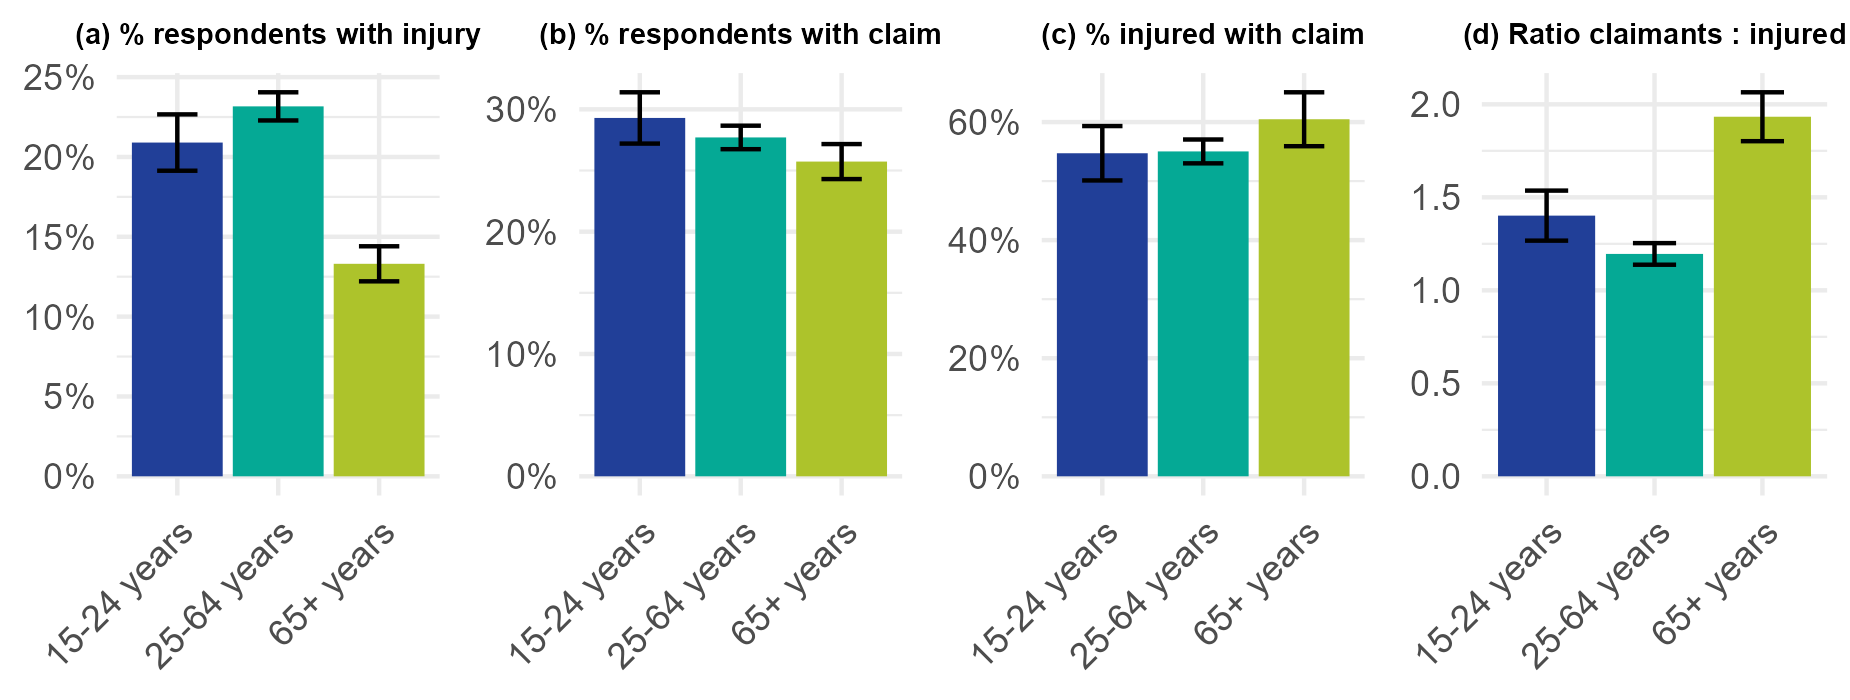 (a) % respondents with injury
25%
20%
15%
10%
5%
0%
15-24 years
25-64 years
65+ years
(b) % respondents with claim
30%
20%
10%
0%
15-24 years
25-64 years
65+ years
(c) % injured with claim
60%
40%
20%
0%
15-24 years
25-64 years
65+ years
(d) Ratio claimants : injured
2.0
1.5
1.0
0.5
0.0
15-24 years
25-64 years
65+ years